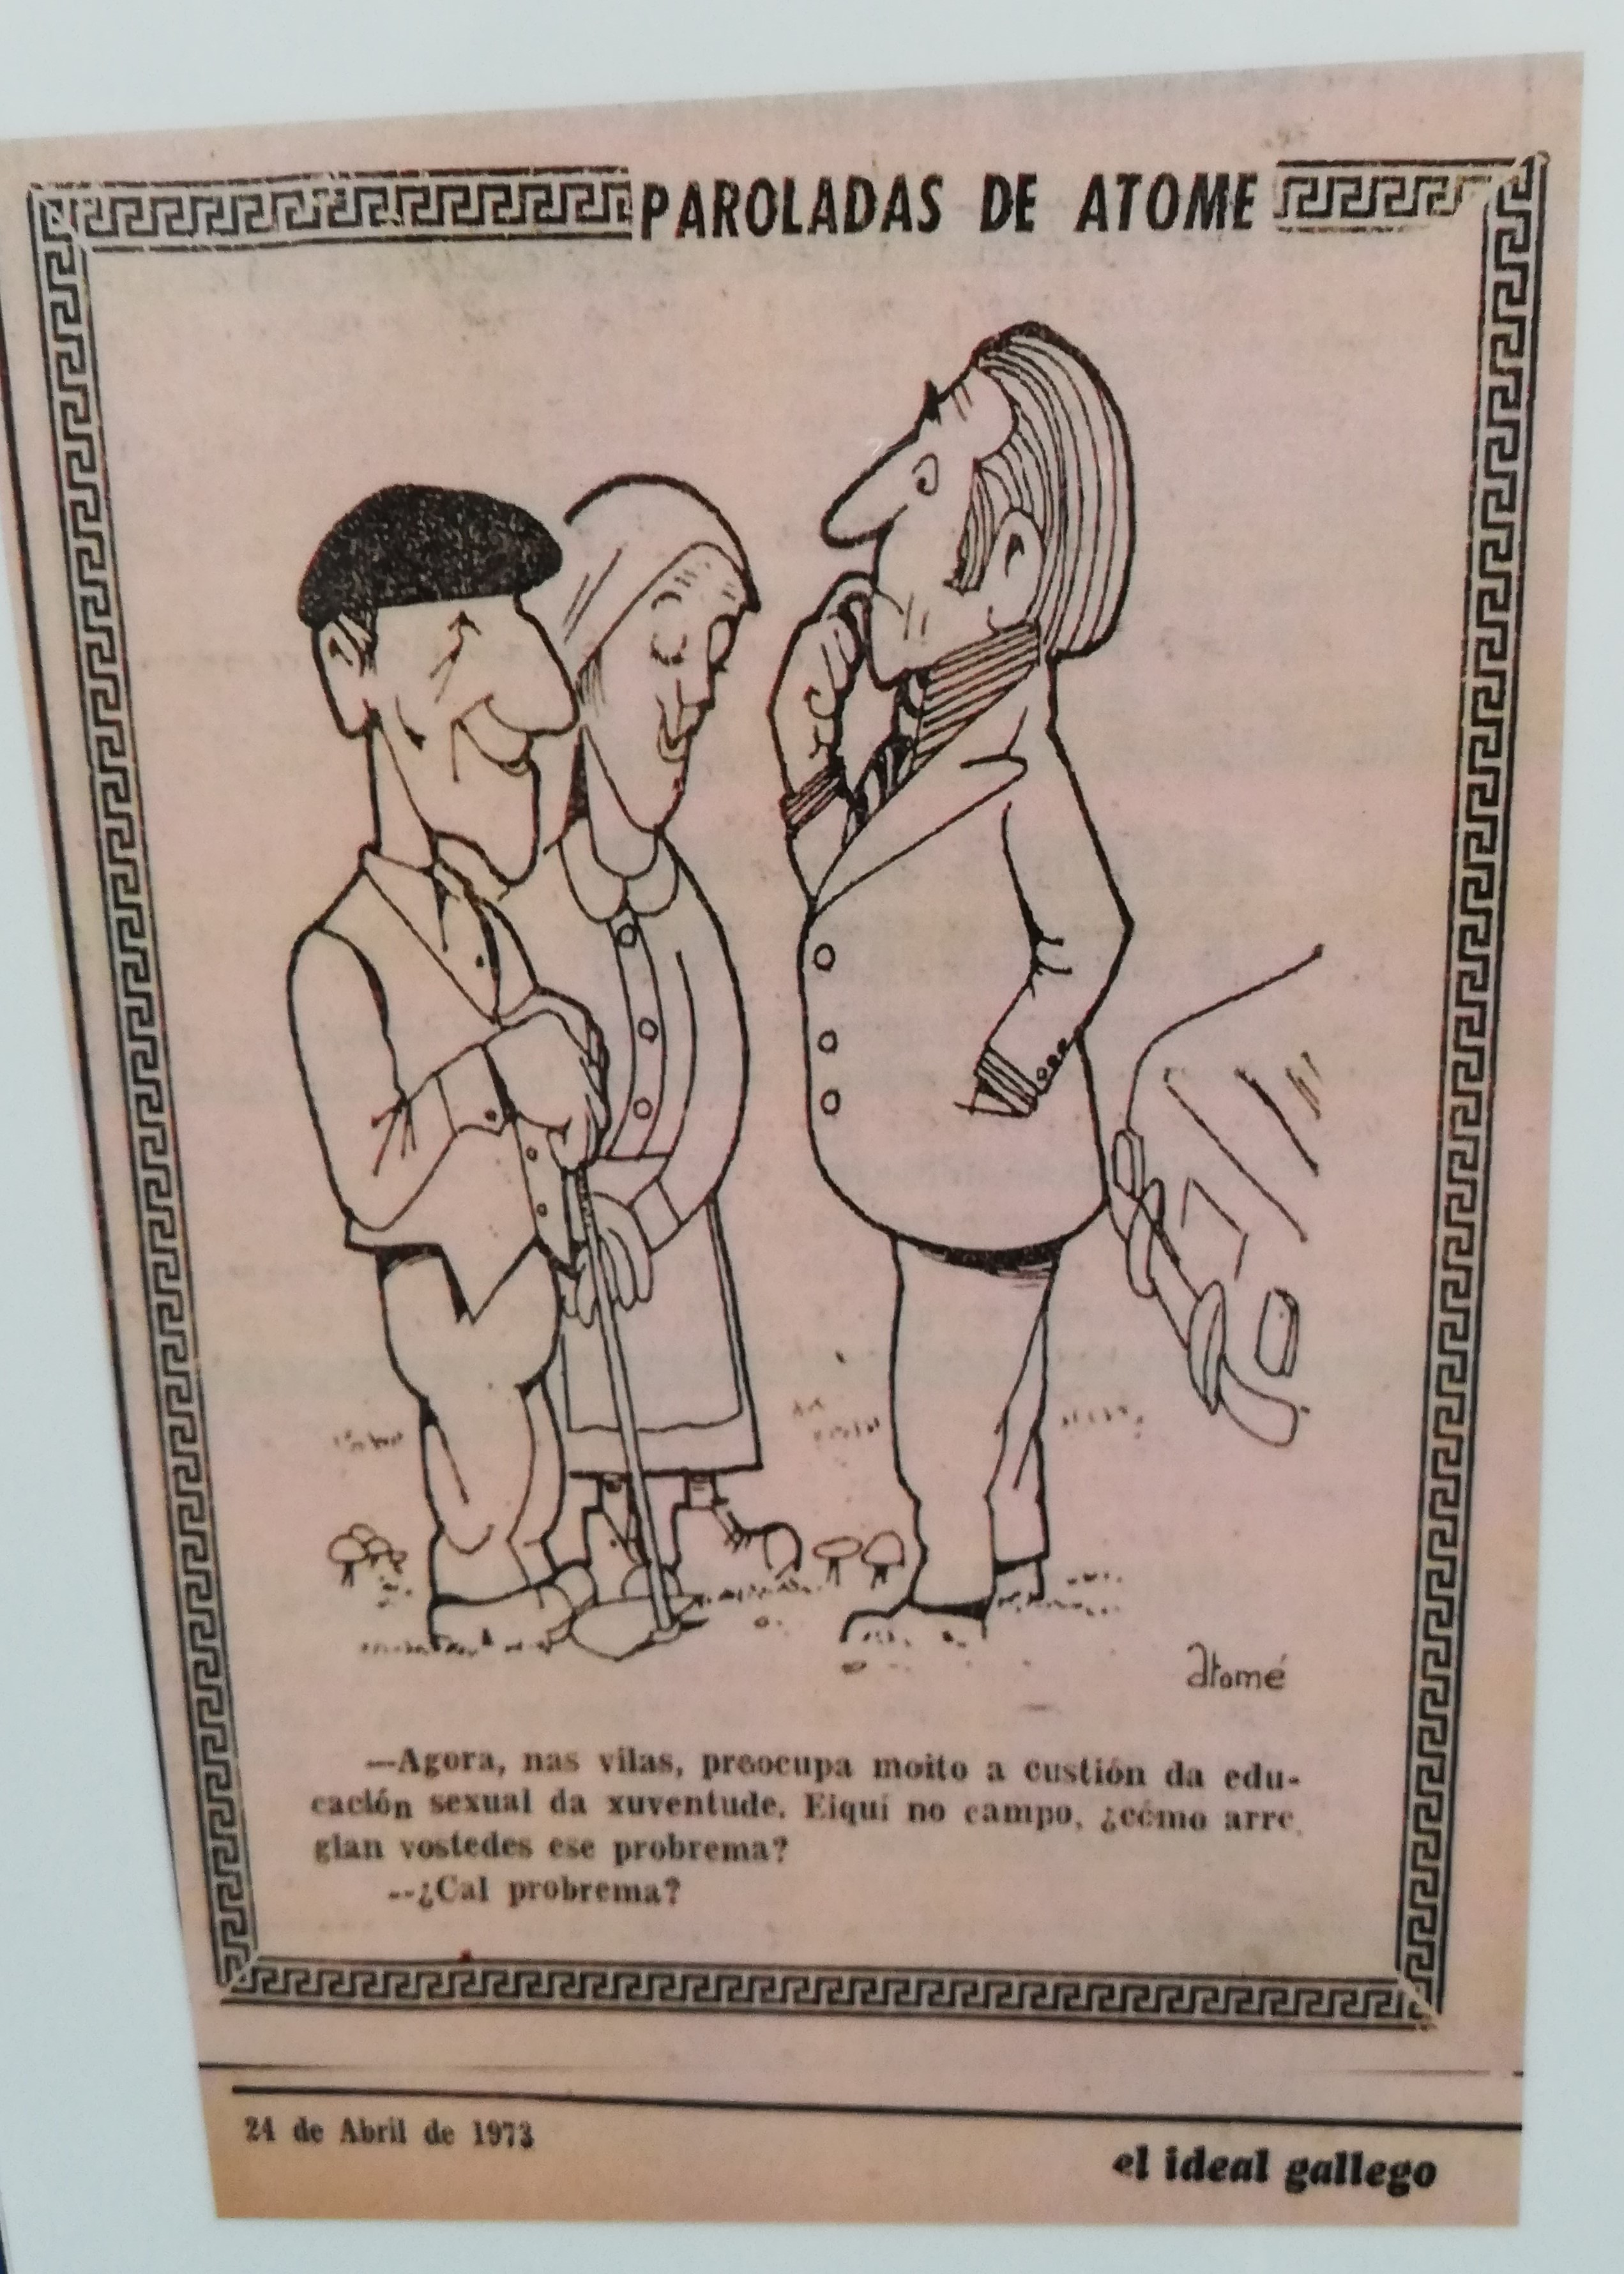 PAROLADAS DE ATOME
atomé
—Agora, nas vilas, preocupa moito a custión da edu-
cación sexual da xuventude. Eiquí no campo, ¿cómo arre
glan vostedes ese probrema?
--¿Cal probrema?
24 de Abril de 1973
el ideal gallego